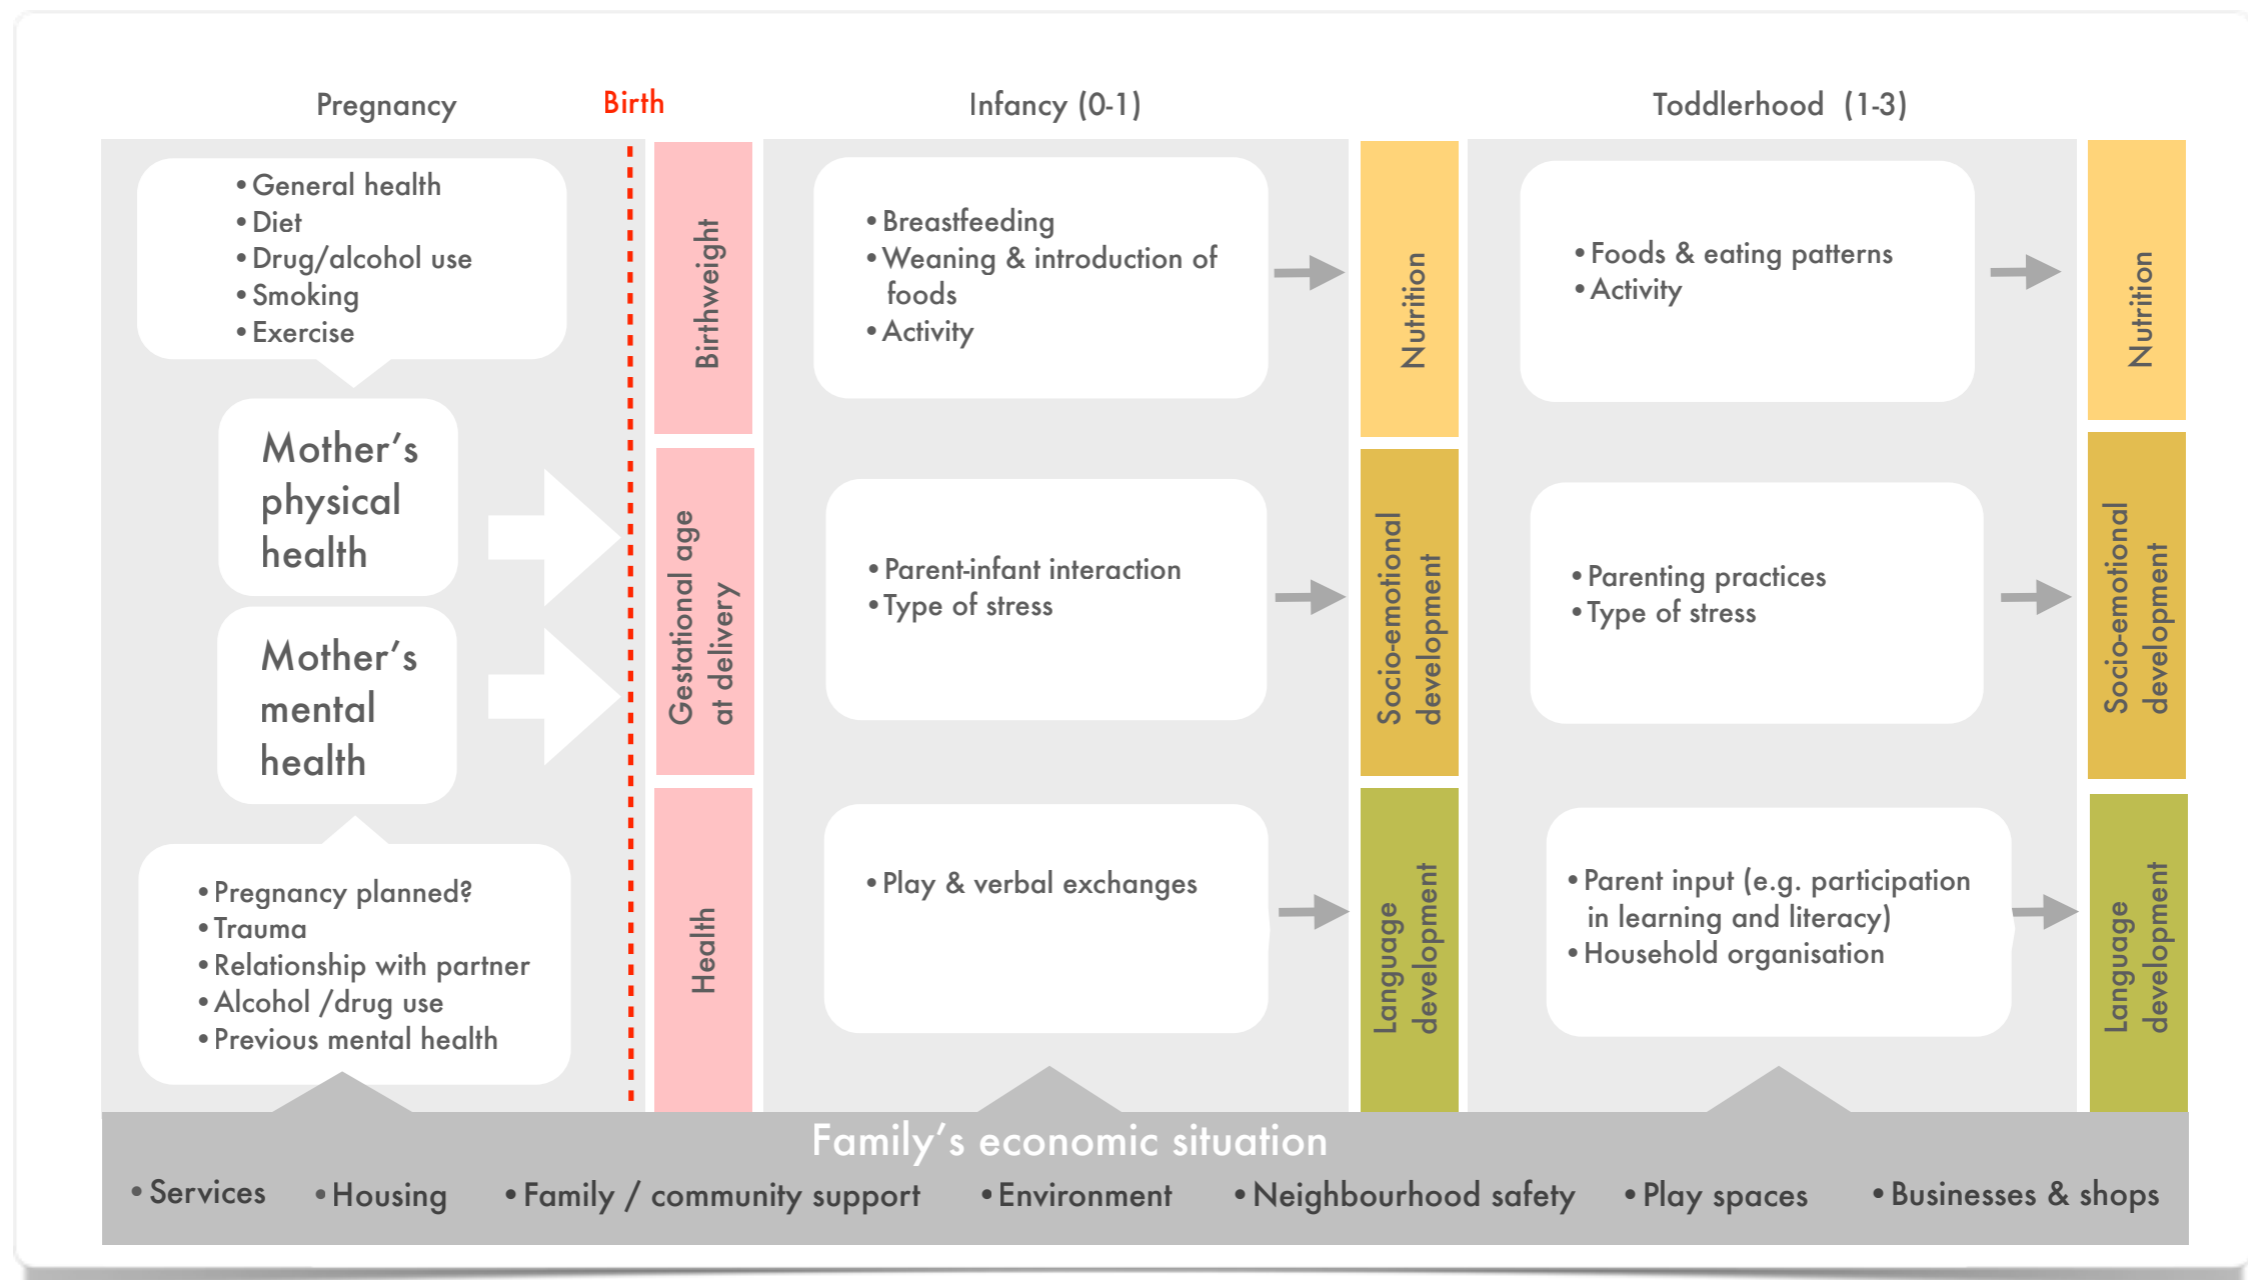 Pregnancy
Birth
Infancy (0-1)
Toddlerhood (1-3)
•General health
•Diet
•Drug/alcohol use
•Smoking
•Exercise
Mother's
physical
health
Mother's
mental
health
•Pregnancy planned?
•Trauma
•Relationship with partner
•Alcohol /drug use
•Previous mental health
Birthweight
Gestational age
at delivery
Health
•Breastfeeding
•Weaning & introduction of
foods
•Activity
•Parent-infant interaction
•Type of stress
•Play & verbal exchanges
Nutrition
Socio-emotional
development
Language
development
•Foods & eating patterns
•Activity
•Parenting practices
•Type of stress
•Parent input (e.g. participation
in learning and literacy)
•Household organisation
Nutrition
Socio-emotional
development
Language
development
Family's economic situation
•Services •Housing •Family / community support •Environment •Neighbourhood safety •Play spaces •Businesses & shops